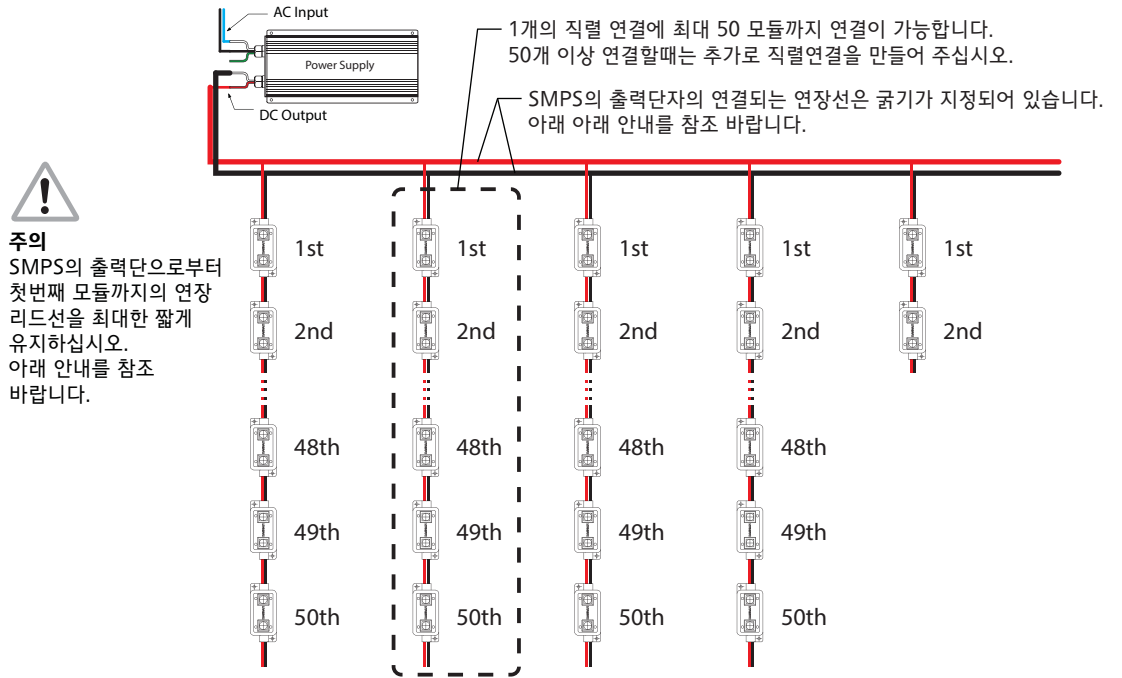 AC Input
Power Supply
DC Output
1개의 직렬 연결에 최대 50 모듈까지 연결이 가능합니다.
50개 이상 연결할때는 추가로 직렬연결을 만들어 주십시오.
SMPS의 출력단자의 연결되는 연장선은 굵기가 지정되어 있습니다.
아래 아래 안내를 참조 바랍니다.
주의
SMPS의 출력단으로부터
첫번째 모듈까지의 연장
리드선을 최대한 짧게
유지하십시오.
아래 안내를 참조
바랍니다.
1st 1st 1st 1st 1st
2nd 2nd 2nd 2nd 2nd
48th 48th 48th 48th
49th 49th 49th 49th
50th 50th 50th 50th